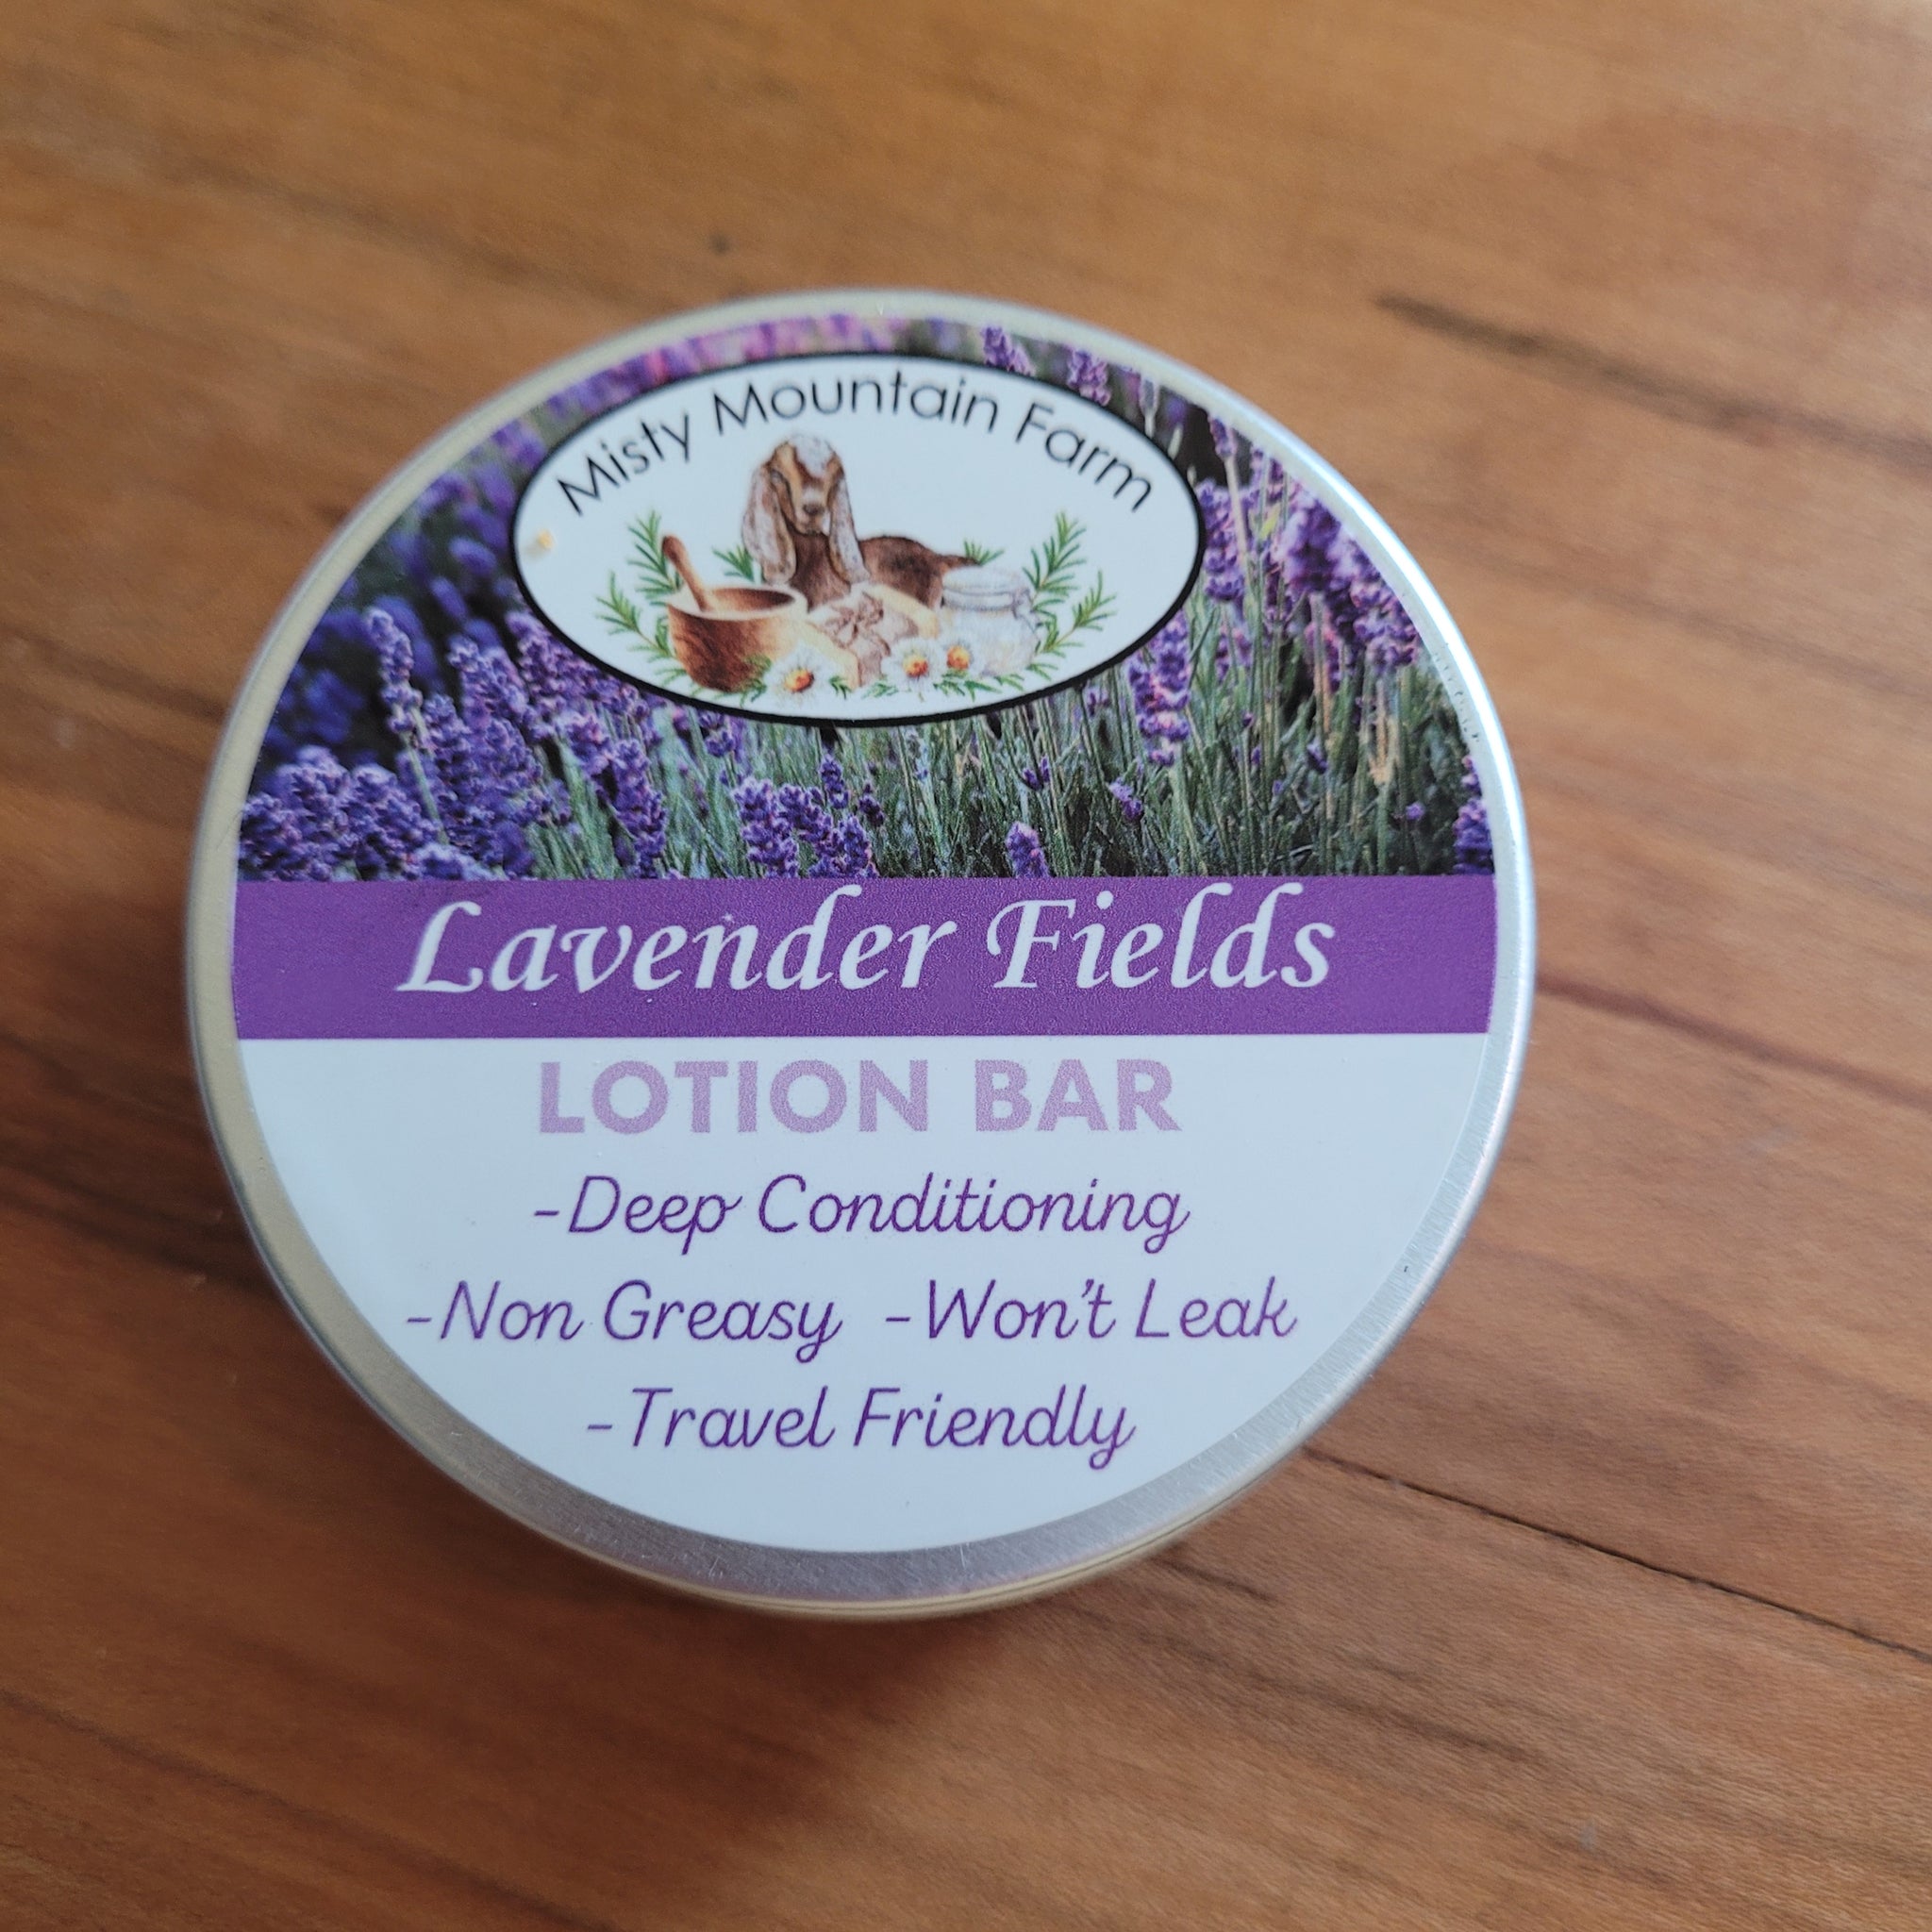 Misty Mountain Farm
Lavender Fields
LOTION BAR
-Deep Conditioning
-Non Greasy -Won't Leak
-Travel Friendly